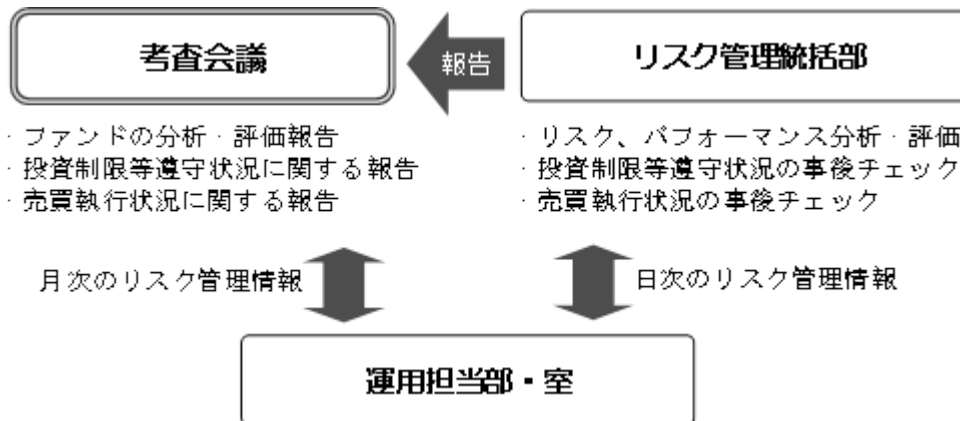 考査会議
報告
リスク管理統括部
・ファンドの分析・評価報告
・投資制限等遵守状況に関する報告
・売買執行状況に関する報告
・リスク、パフォーマンス分析・評価
・投資制限等遵守状況の事後チェック
・売買執行状況の事後チェック
月次のリスク管理情報
日次のリスク管理情報
運用担当部・室